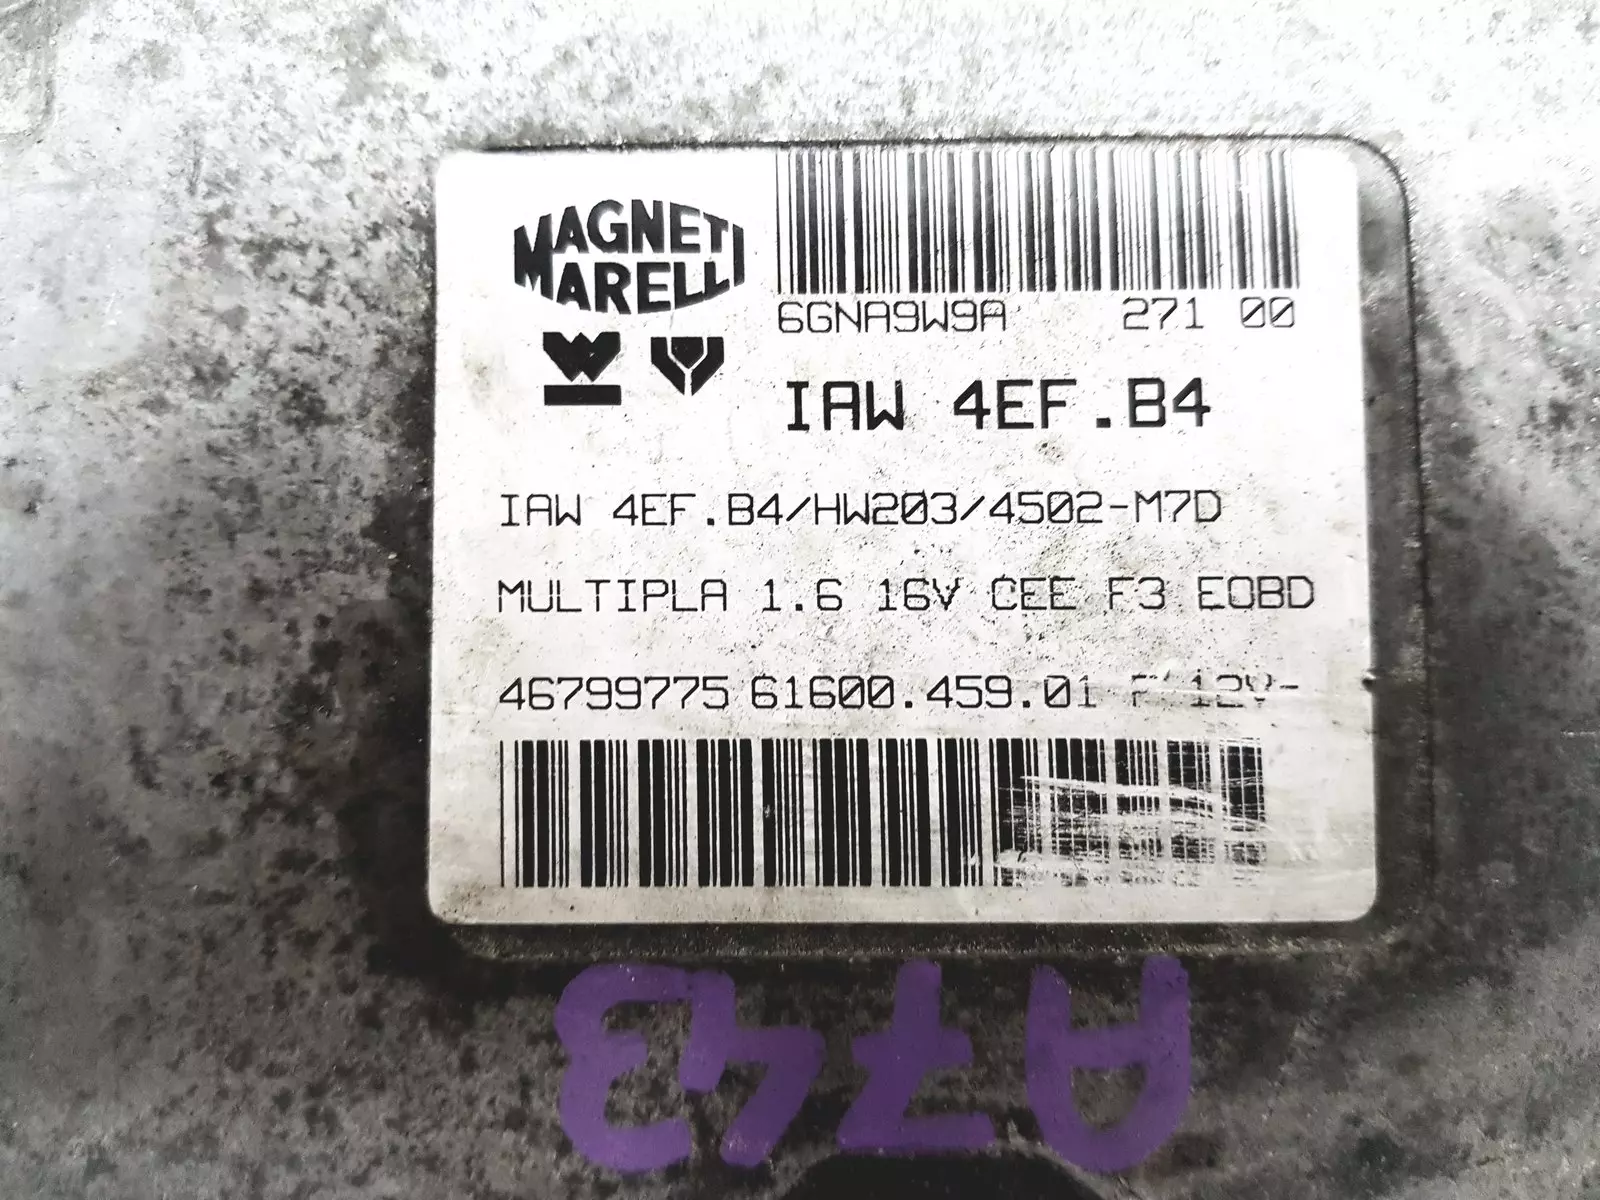 MAGNETI
MARELLI
6GNA9W9A 271 00
IAW 4EF.B4
IAW 4EF.B4/HW203/4502-M7D
MULTIPLA 1.6 16V CEE F3 EOBD
46799775 61600.459.01 12V-
A743